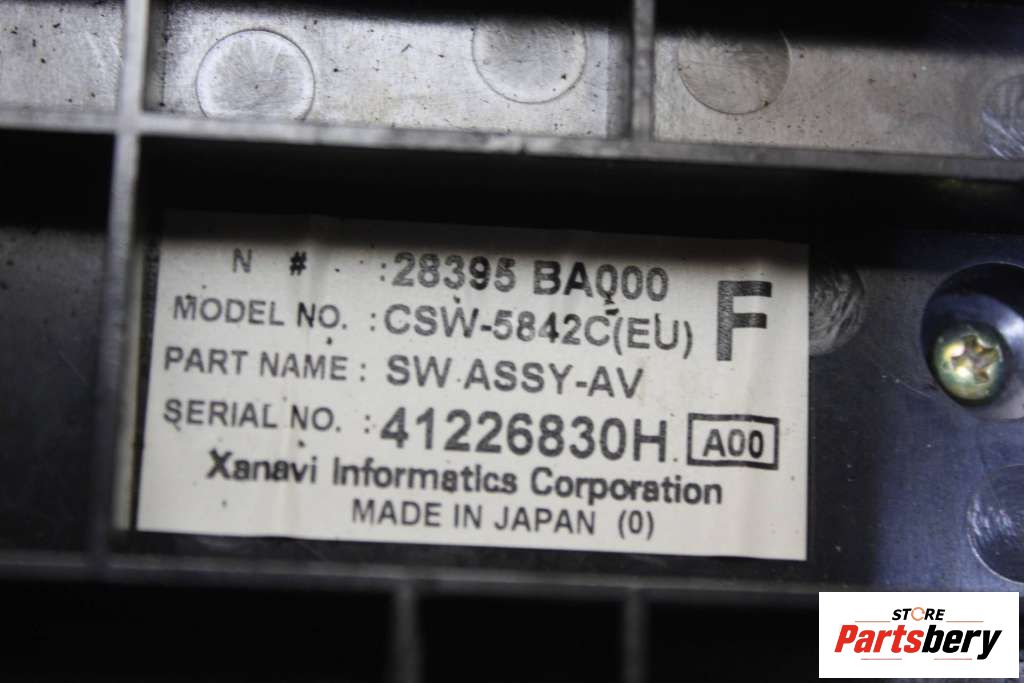 N # : 28395 BA000
MODEL NO. : CSW-5842C(EU) F
PART NAME : SW ASSY-AV
SERIAL NO. : 41226830H A00
Xanavi Informatics Corporation
MADE IN JAPAN (0)
STORE
Partsbery